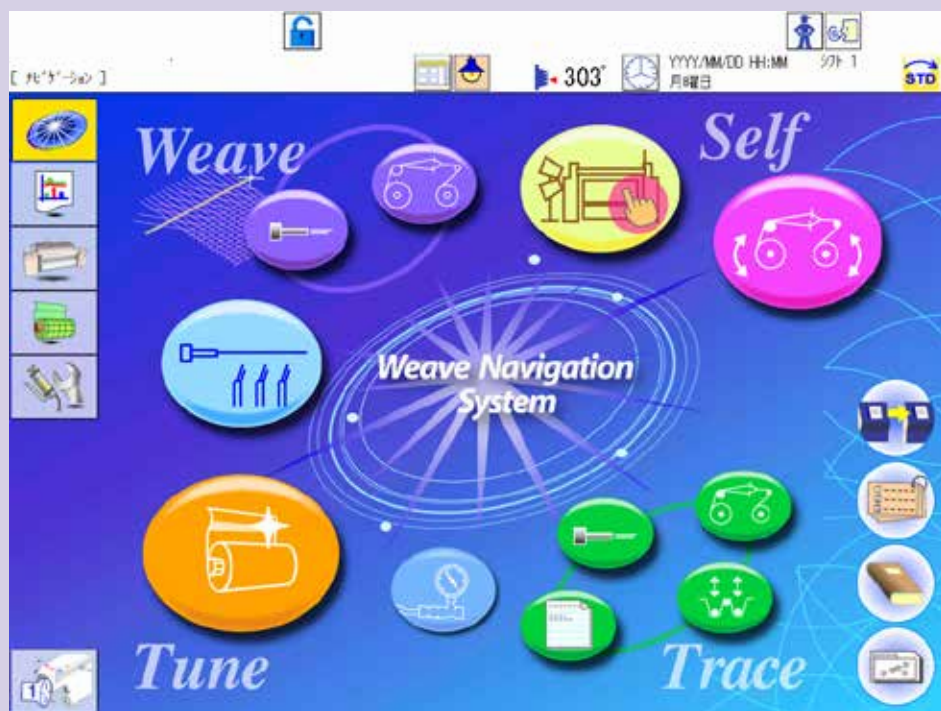 [ ﾅﾋﾞｹﾞｰｼｮﾝ ]
303°
YYYY/MM/DD HH:MM
月曜日
ｼﾌﾄ 1
STD
Weave
Self
Weave Navigation
System
Tune
Trace
1